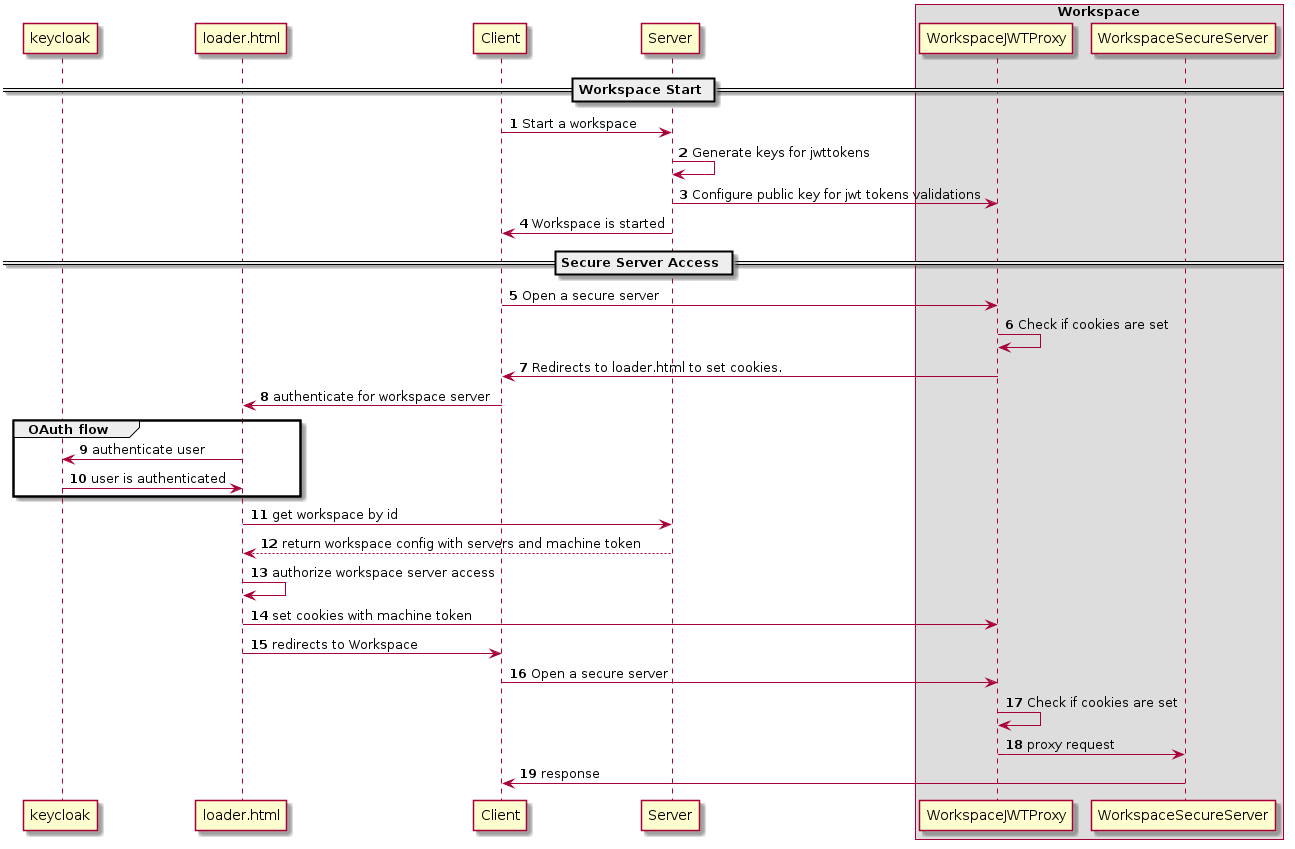 Workspace
keycloak
loader.html
Client
Server
WorkspaceJWTProxy
WorkspaceSecureServer
Workspace Start
1 Start a workspace
2 Generate keys for jwttokens
3 Configure public key for jwt tokens validations
4 Workspace is started
Secure Server Access
5 Open a secure server
6 Check if cookies are set
7 Redirects to loader.html to set cookies.
8 authenticate for workspace server
OAuth flow
9 authenticate user
10 user is authenticated
11 get workspace by id
12 return workspace config with servers and machine token
13 authorize workspace server access
14 set cookies with machine token
15 redirects to Workspace
16 Open a secure server
17 Check if cookies are set
18 proxy request
19 response
keycloak
loader.html
Client
Server
WorkspaceJWTProxy
WorkspaceSecureServer